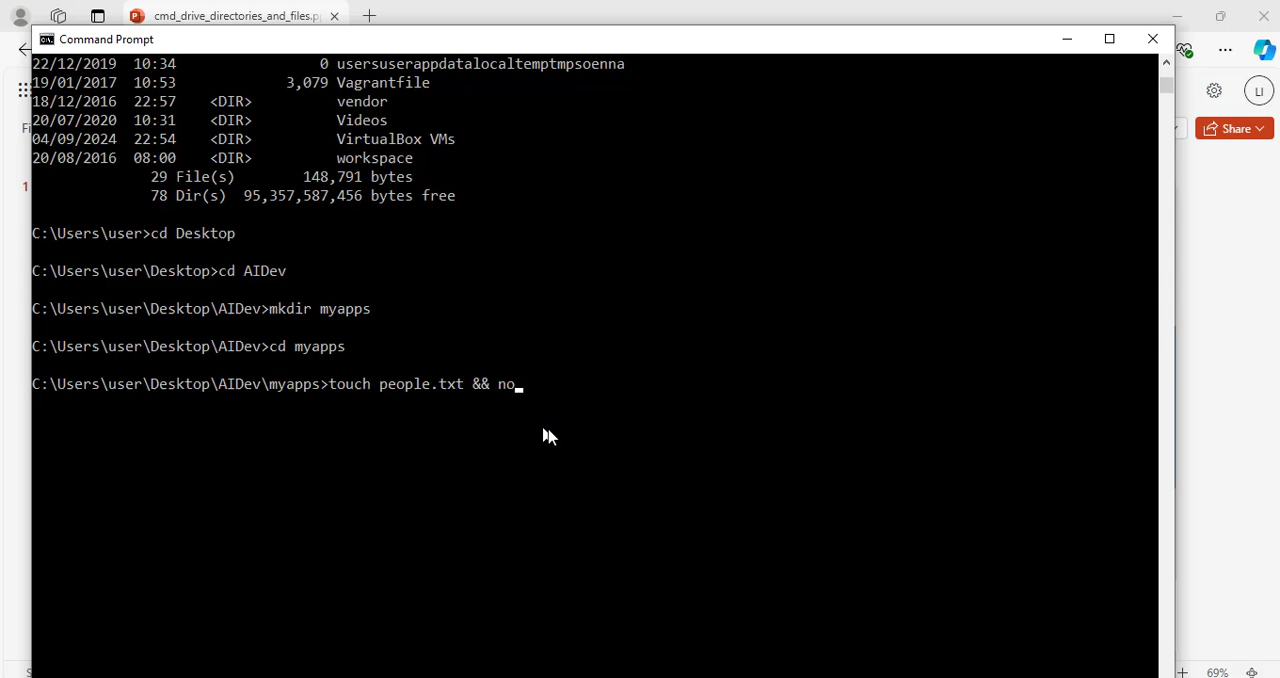 cmd_drive_directories_and_files.p
Command Prompt
22/12/2019 10:34 0 usersuserappdatalocaltemptmpsoenna
19/01/2017 10:53 3,079 Vagrantfile
18/12/2016 22:57 <DIR> vendor
20/07/2020 10:31 <DIR> Videos
04/09/2024 22:54 <DIR> VirtualBox VMs
20/08/2016 08:00 <DIR> workspace
29 File(s) 148,791 bytes
78 Dir(s) 95,357,587,456 bytes free
C:\Users\user>cd Desktop
C:\Users\user\Desktop>cd AIDev
C:\Users\user\Desktop\AIDev>mkdir myapps
C:\Users\user\Desktop\AIDev>cd myapps
C:\Users\user\Desktop\AIDev\myapps>touch people.txt && no
LI
Share
1
69%